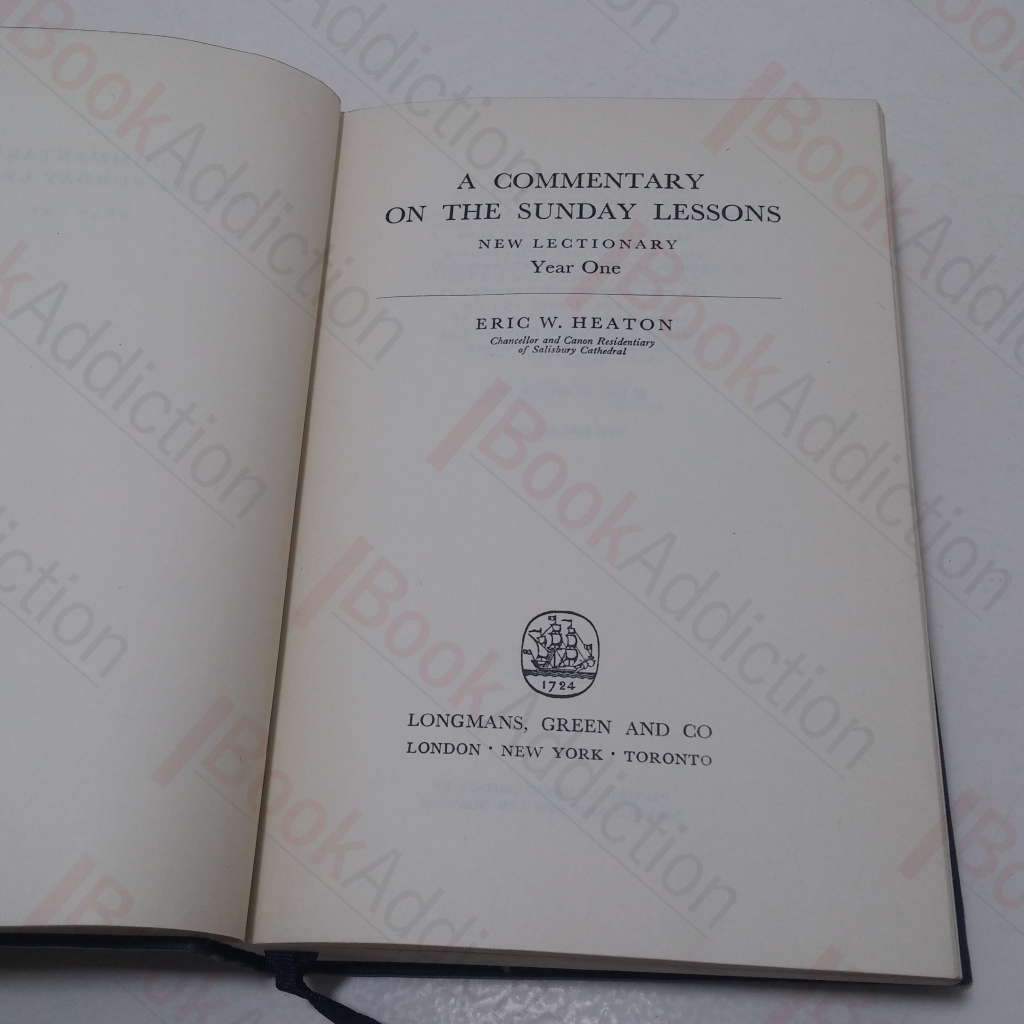 A COMMENTARY
ON THE SUNDAY LESSONS
NEW LECTIONARY
Year One
ERIC W. HEATON
Chancellor and Canon Residentiary
of Salisbury Cathedral
1724
LONGMANS, GREEN AND CO
LONDON · NEW YORK · TORONTO
BookAddiction